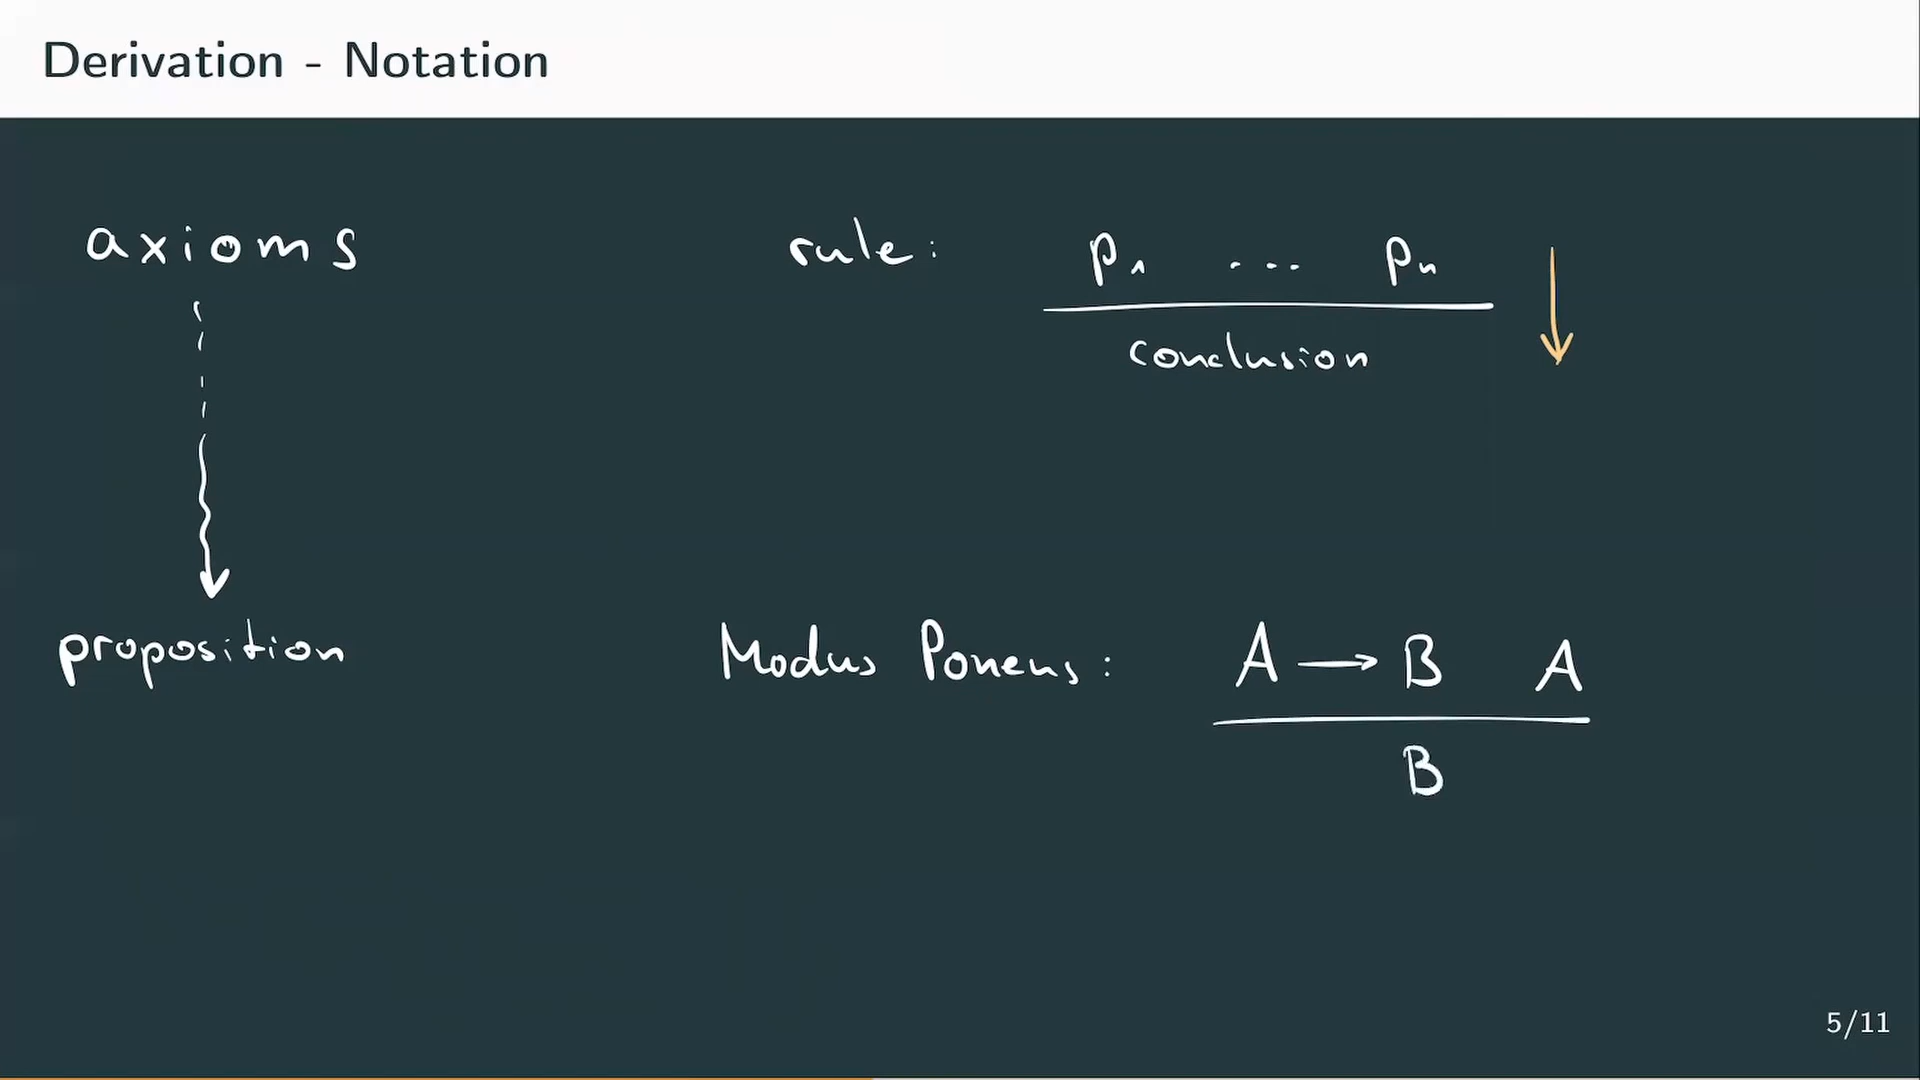 Derivation - Notation
axioms
rule: p₁ ... pₙ
conclusion
proposition
Modus Ponens: A → B A
B
5/11